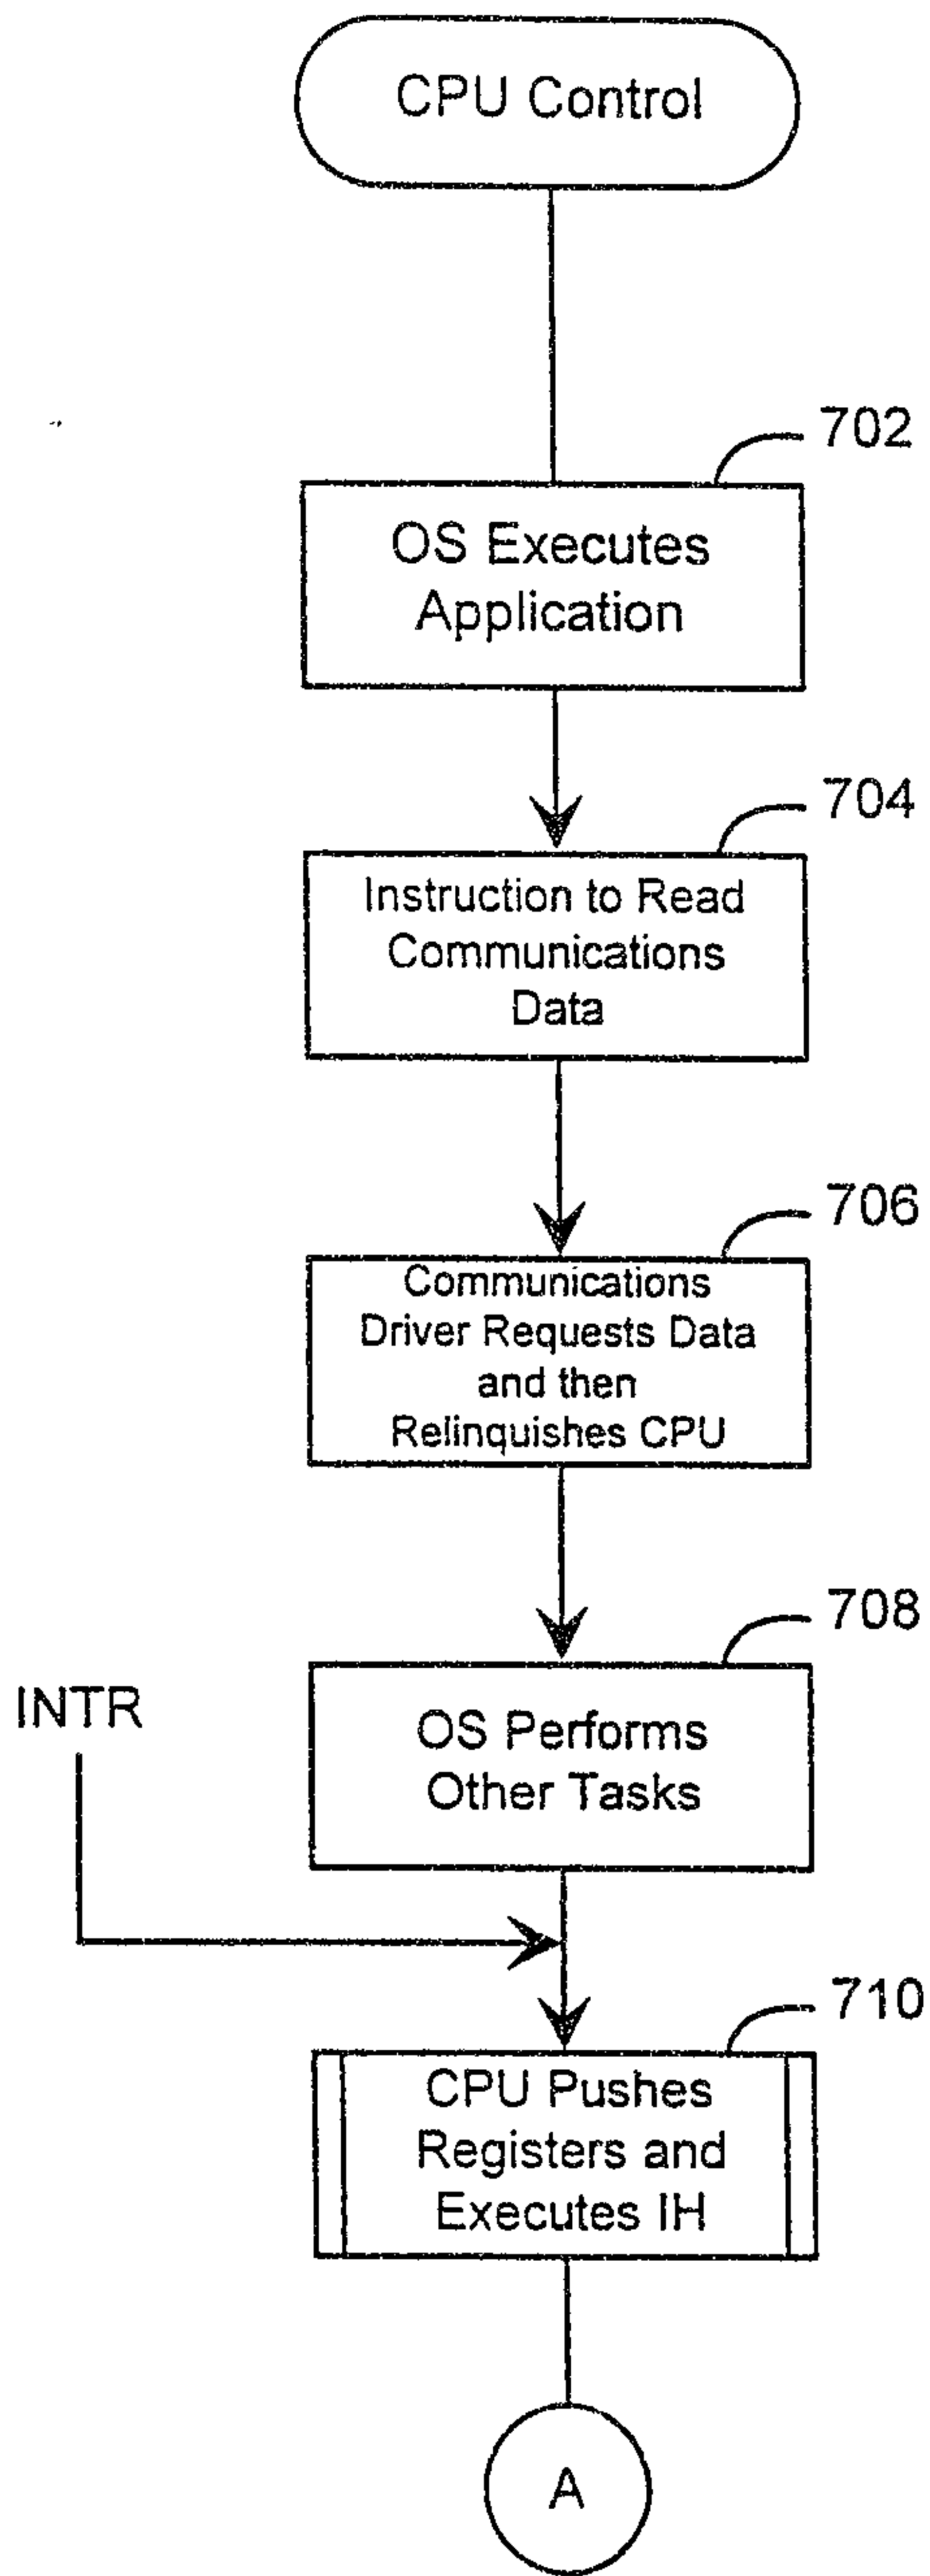 CPU Control
702
OS Executes
Application
704
Instruction to Read
Communications
Data
706
Communications
Driver Requests Data
and then
Relinquishes CPU
708
INTR
OS Performs
Other Tasks
710
CPU Pushes
Registers and
Executes IH
A